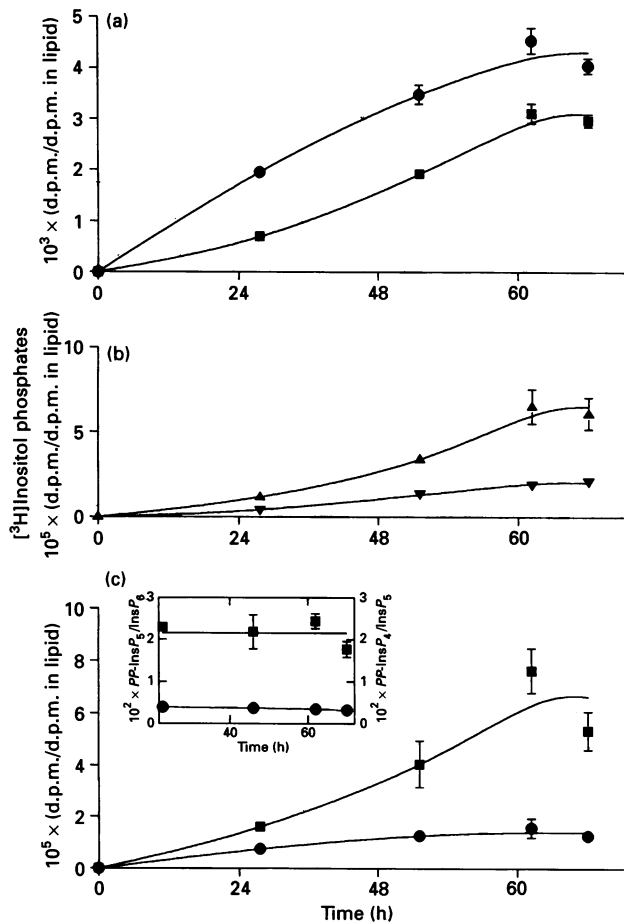 (a)
10³ × (d.p.m./d.p.m. in lipid)
5
4
3
2
1
0
0 24 48 60
[³H]Inositol phosphates
(b)
10⁵ × (d.p.m./d.p.m. in lipid)
10
5
0
0 24 48 60
(c)
10⁵ × (d.p.m./d.p.m. in lipid)
10
8
6
4
2
0
10² × PP-InsP₅/InsP₆
3
2
1
0
3
2
1
0
10² × PP-InsP₄/InsP₅
40 60
Time (h)
0 24 48 60
Time (h)